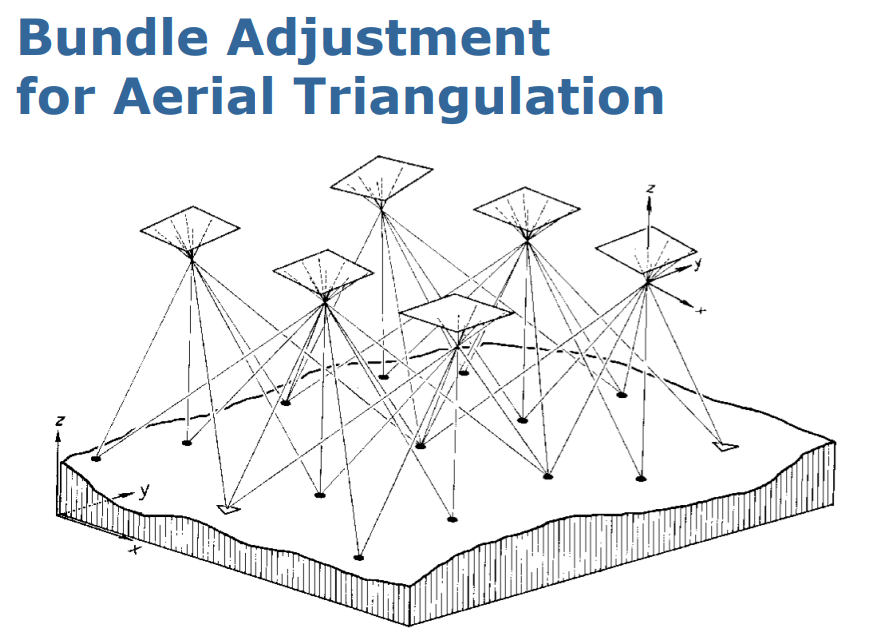 Bundle Adjustment
for Aerial Triangulation
z
y
x
z
y
x